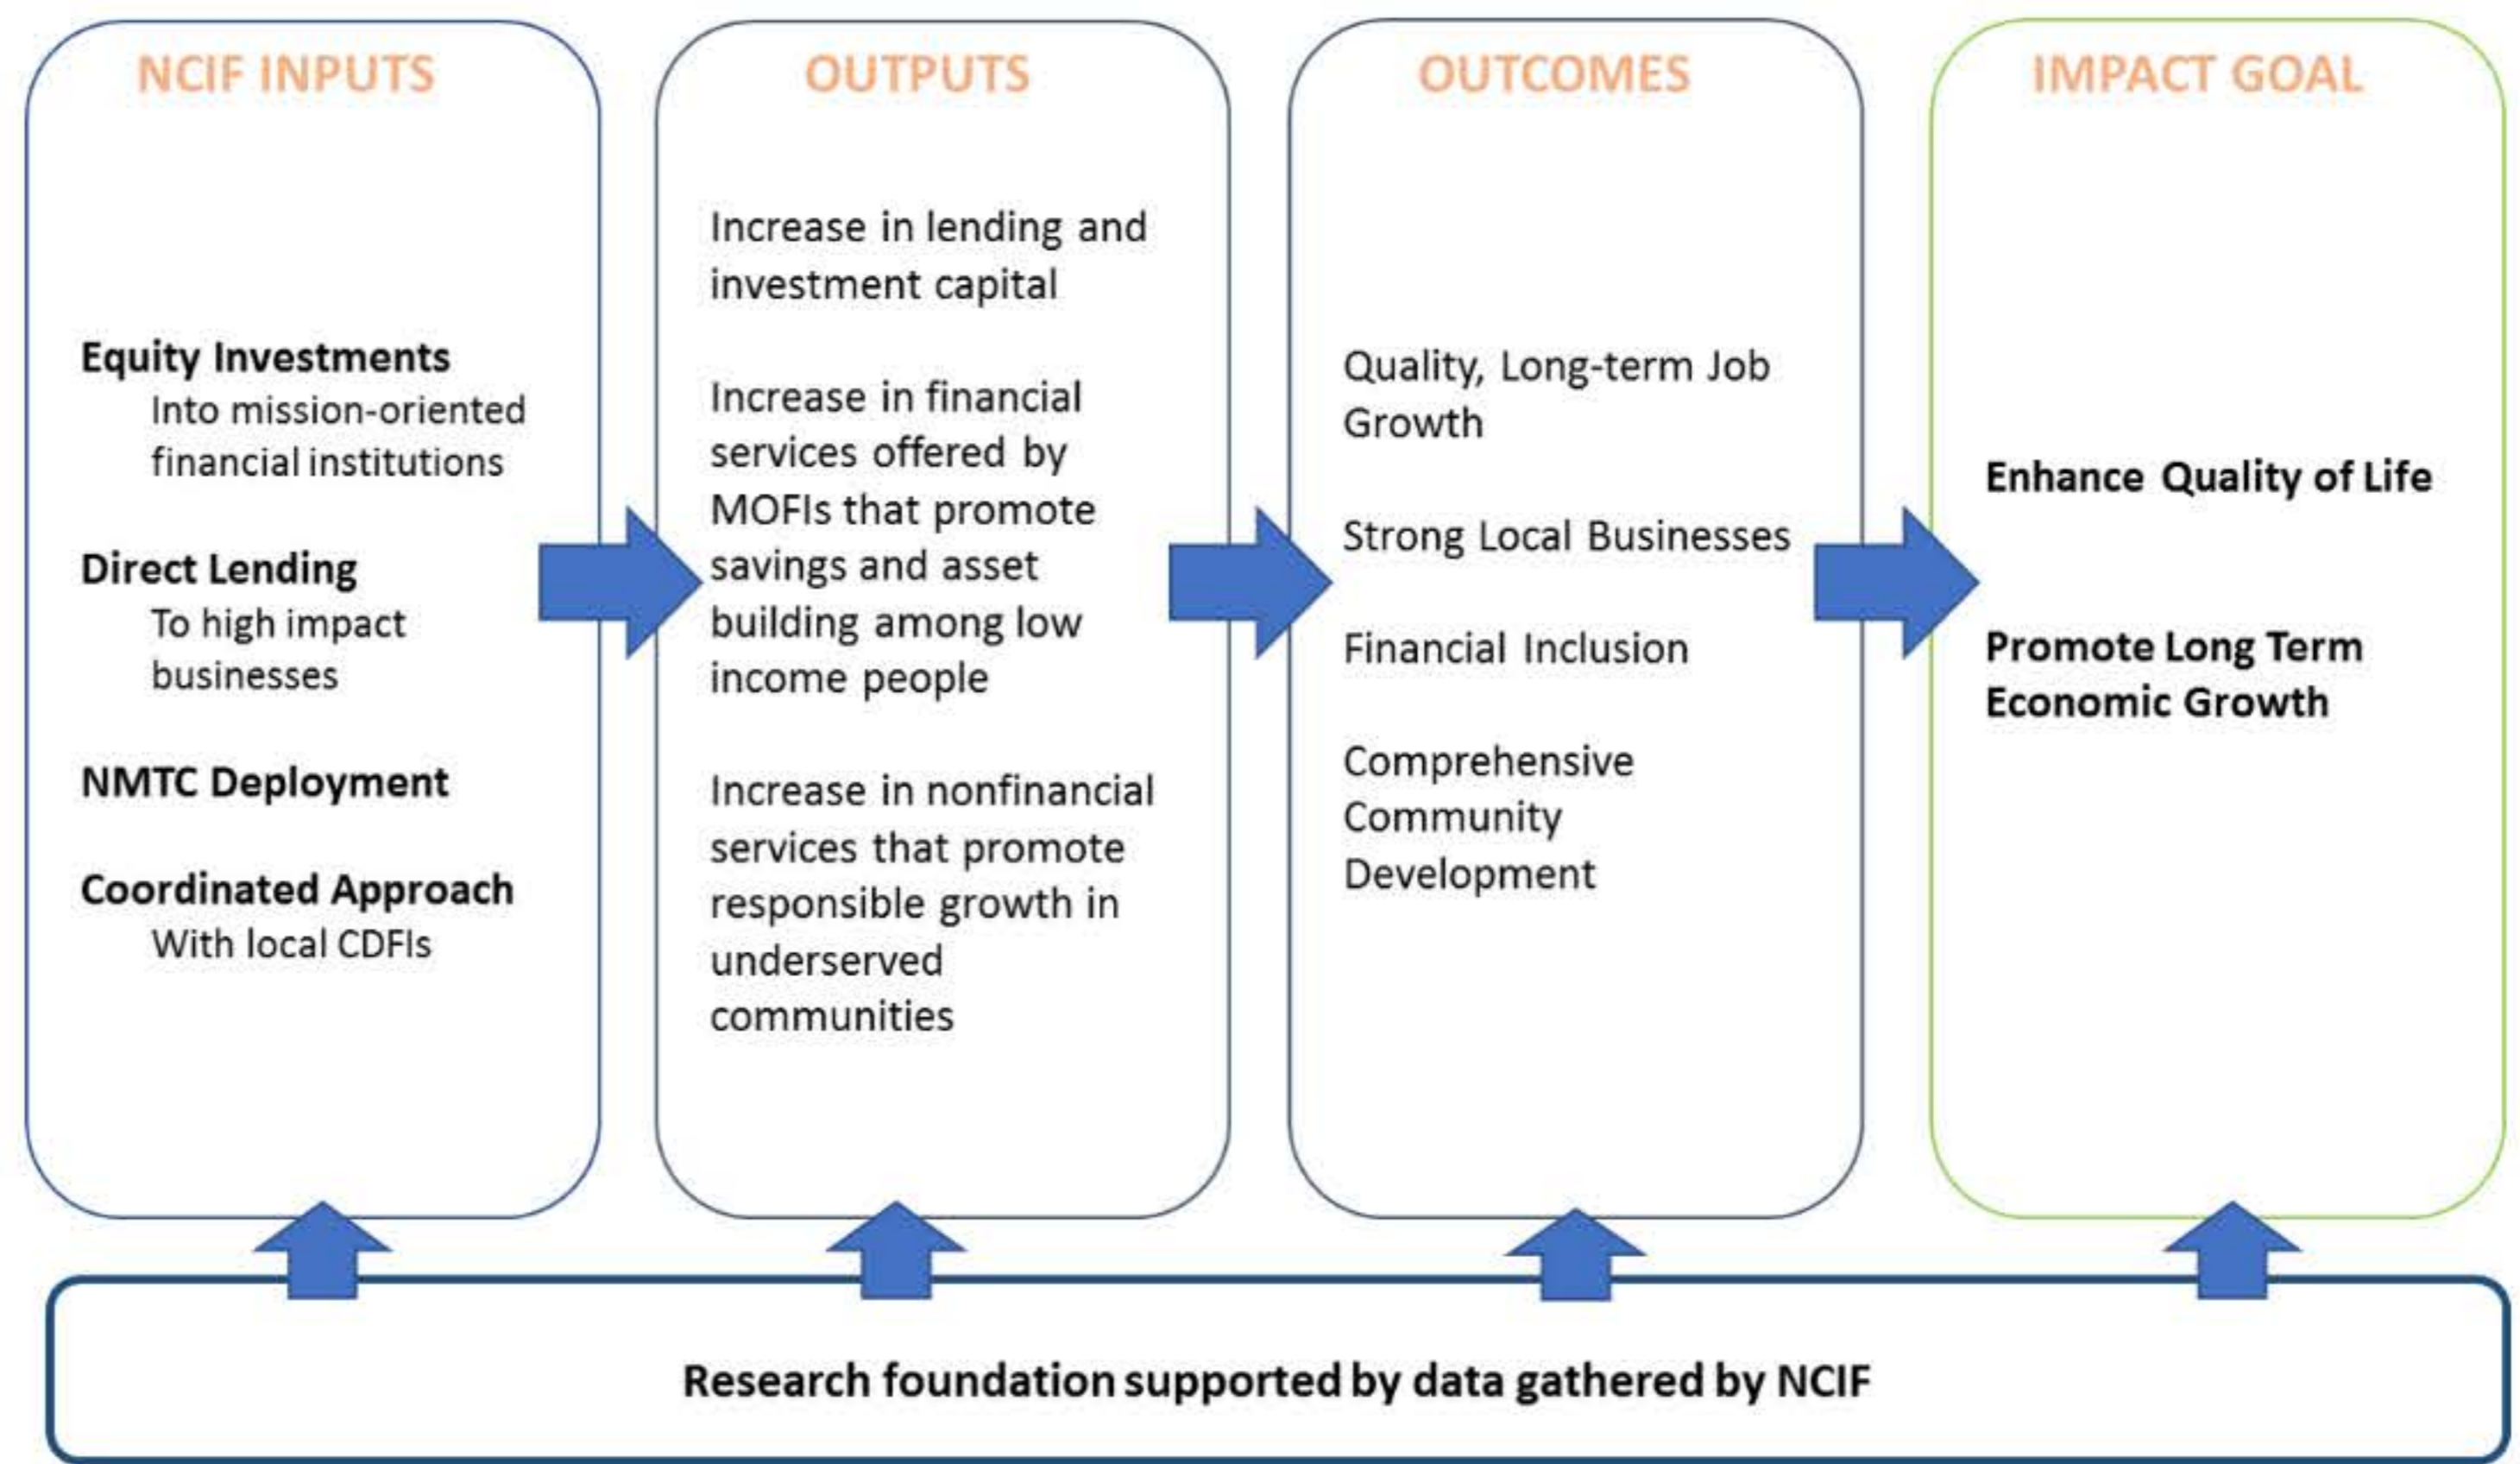 NCIF INPUTS
Equity Investments
Into mission-oriented
financial institutions
Direct Lending
To high impact
businesses
NMTC Deployment
Coordinated Approach
With local CDFIs
OUTPUTS
Increase in lending and
investment capital
Increase in financial
services offered by
MOFIs that promote
savings and asset
building among low
income people
Increase in nonfinancial
services that promote
responsible growth in
underserved
communities
OUTCOMES
Quality, Long-term Job
Growth
Strong Local Businesses
Financial Inclusion
Comprehensive
Community
Development
IMPACT GOAL
Enhance Quality of Life
Promote Long Term
Economic Growth
Research foundation supported by data gathered by NCIF